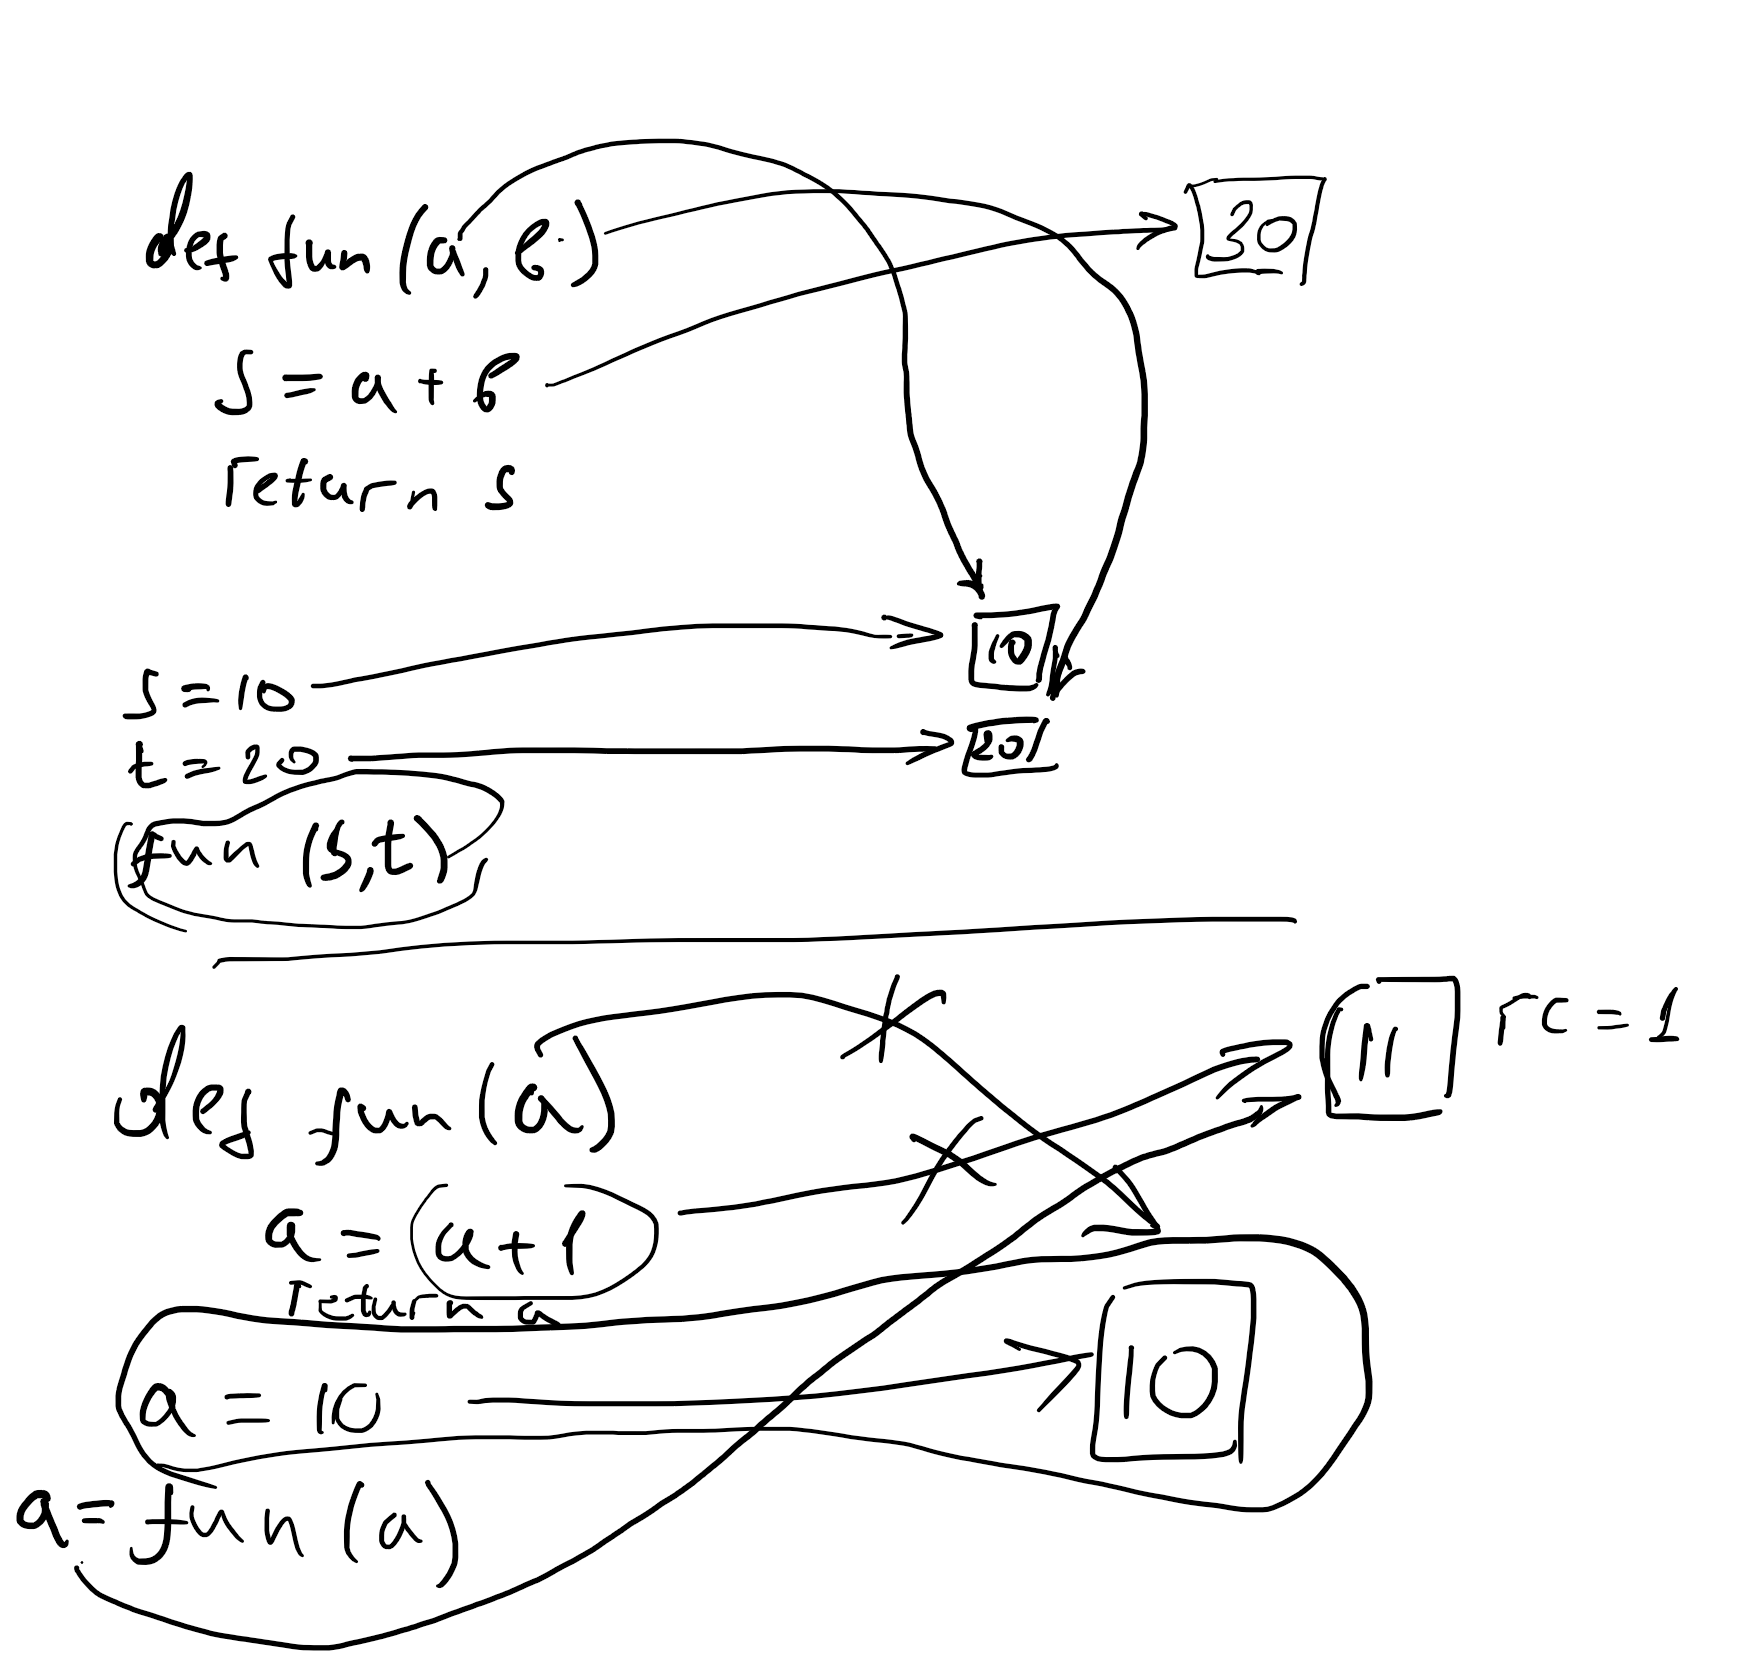 def fun (a, b)
30
s = a + b
return s
10
s = 10
t = 20
20
fun (s,t)
11 rc = 1
def fun (a)
a = a+1
return a
a = 10
10
a = fun (a)